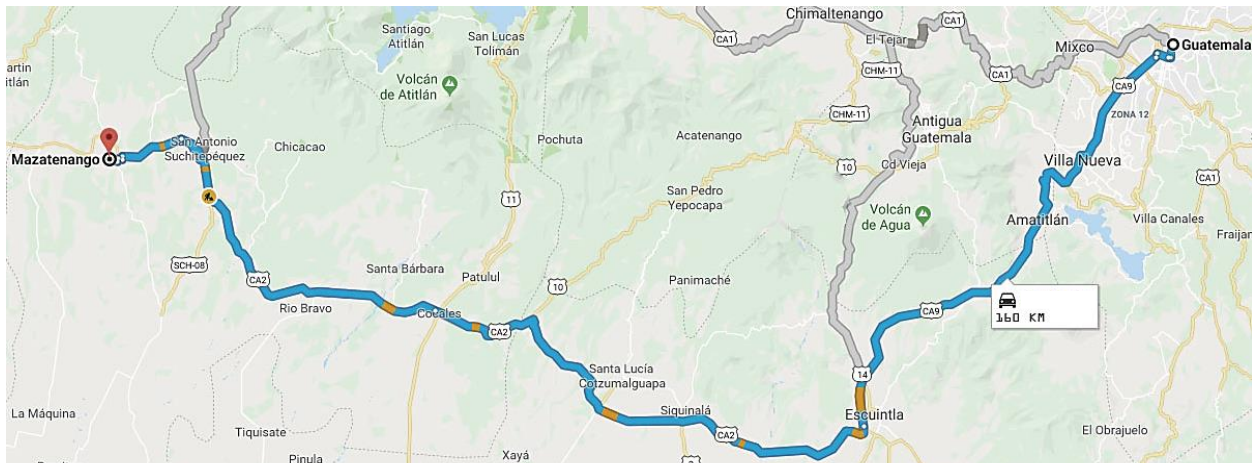 Santiago
Atitlán
San Lucas
Tolimán
CA1
Chimaltenango
El Tejar
CA1
Mixco
Guatemala
CA1
CA9
CHM-11
ZONA 12
artin
titlán
Volcán
de Atitlán
San Antonio
Suchitepéquez
Chicacao
Pochuta
Acatenango
CHM-11
Antigua
Guatemala
Mazatenango
10
Cd Vieja
Villa Nueva
CA1
11
San Pedro
Yepocapa
Volcán
de Agua
Amatitlán
Villa Canales
Fraijan
SCH-08
Santa Bárbara
Patulul
Panimaché
CA2
10
Rio Bravo
Cocales
CA9
160 KM
CA2
14
Santa Lucía
Cotzumalguapa
La Máquina
Siquinalá
Escuintla
Tiquisate
CA2
El Obrajuelo
Pinula
Xayá